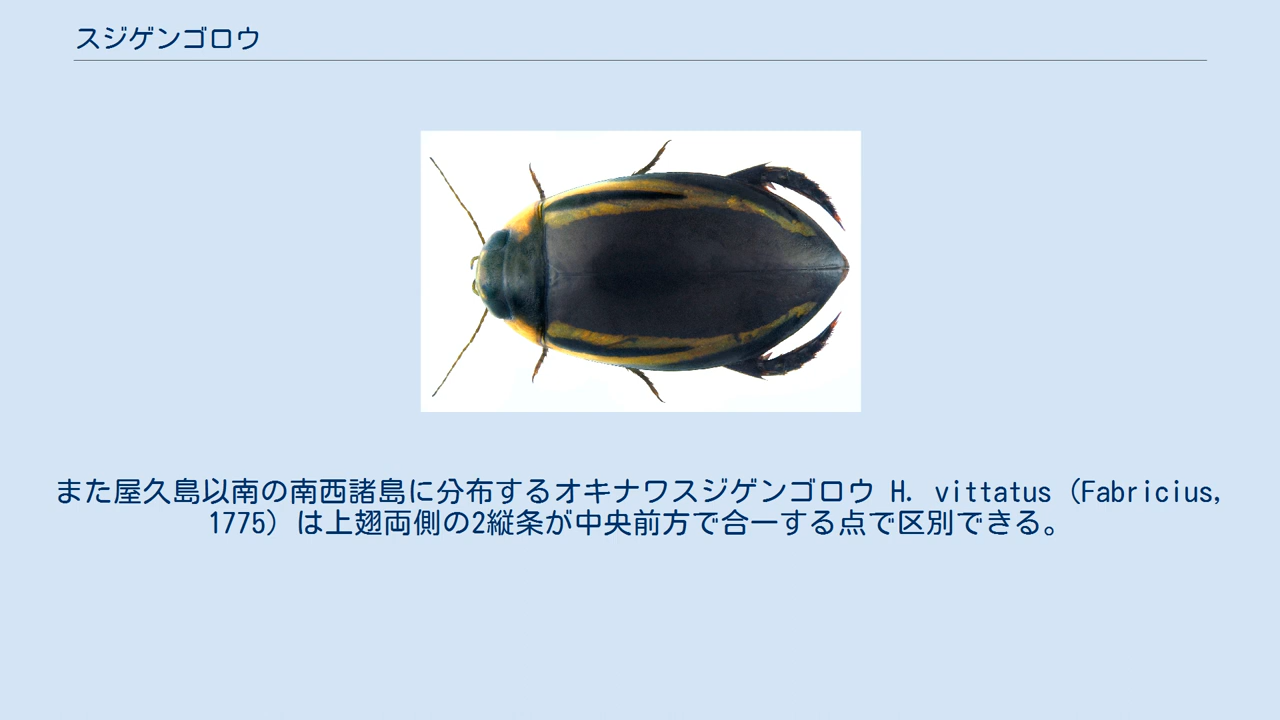 スジゲンゴロウ
また屋久島以南の南西諸島に分布するオキナワスジゲンゴロウ H. vittatus (Fabricius,
1775) は上翅両側の2縦条が中央前方で合一する点で区別できる。